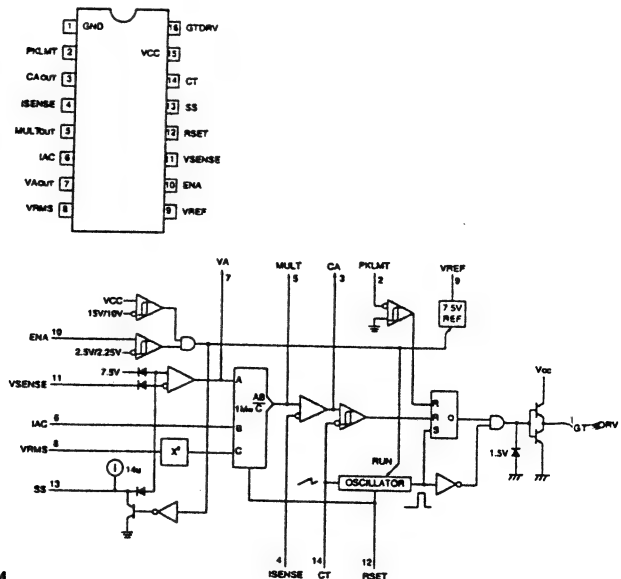 1 GND
16 GTDRV
PKLMT 2
VCC 15
CAOUT 3
14 CT
ISENSE 4
13 SS
MULTOUT 5
12 RSET
IAC 6
11 VSENSE
VAOUT 7
10 ENA
VRMS 8
9 VREF
VA
7
MULT
5
CA
3
PKLMT
2
VREF
9
VCC
15V/10V
7.5V
REF
ENA 10
2.5V/2.25V
7.5V
VSENSE 11
A
AB
C
IAC 6
B
VRMS 8
X²
C
14u
SS 13
R
R
S
Q
Vcc
GT DRV
1.5V
RUN
OSCILLATOR
4
ISENSE
14
CT
12
RSET
4